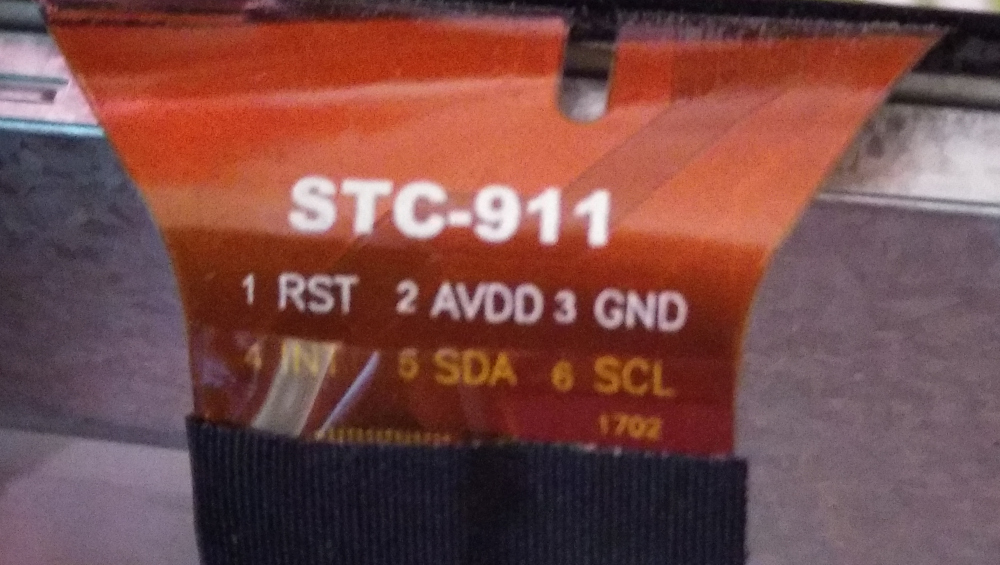 STC-911
1 RST 2 AVDD 3 GND
4 INT 5 SDA 6 SCL
1702